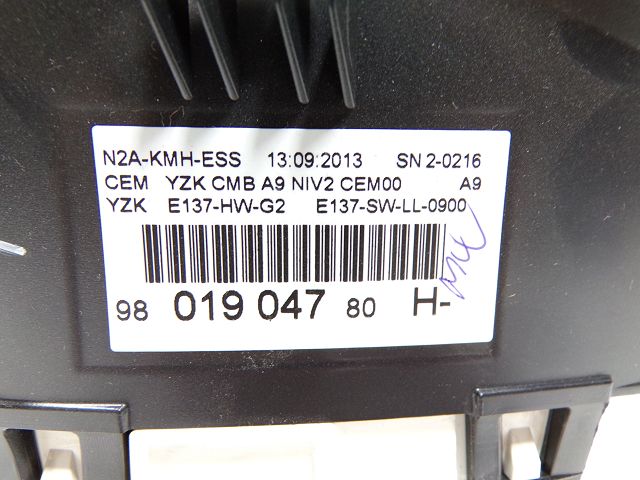 N2A-KMH-ESS 13:09:2013 SN 2-0216
CEM YZK CMB A9 NIV2 CEM00 A9
YZK E137-HW-G2 E137-SW-LL-0900
98 019 047 80 H-